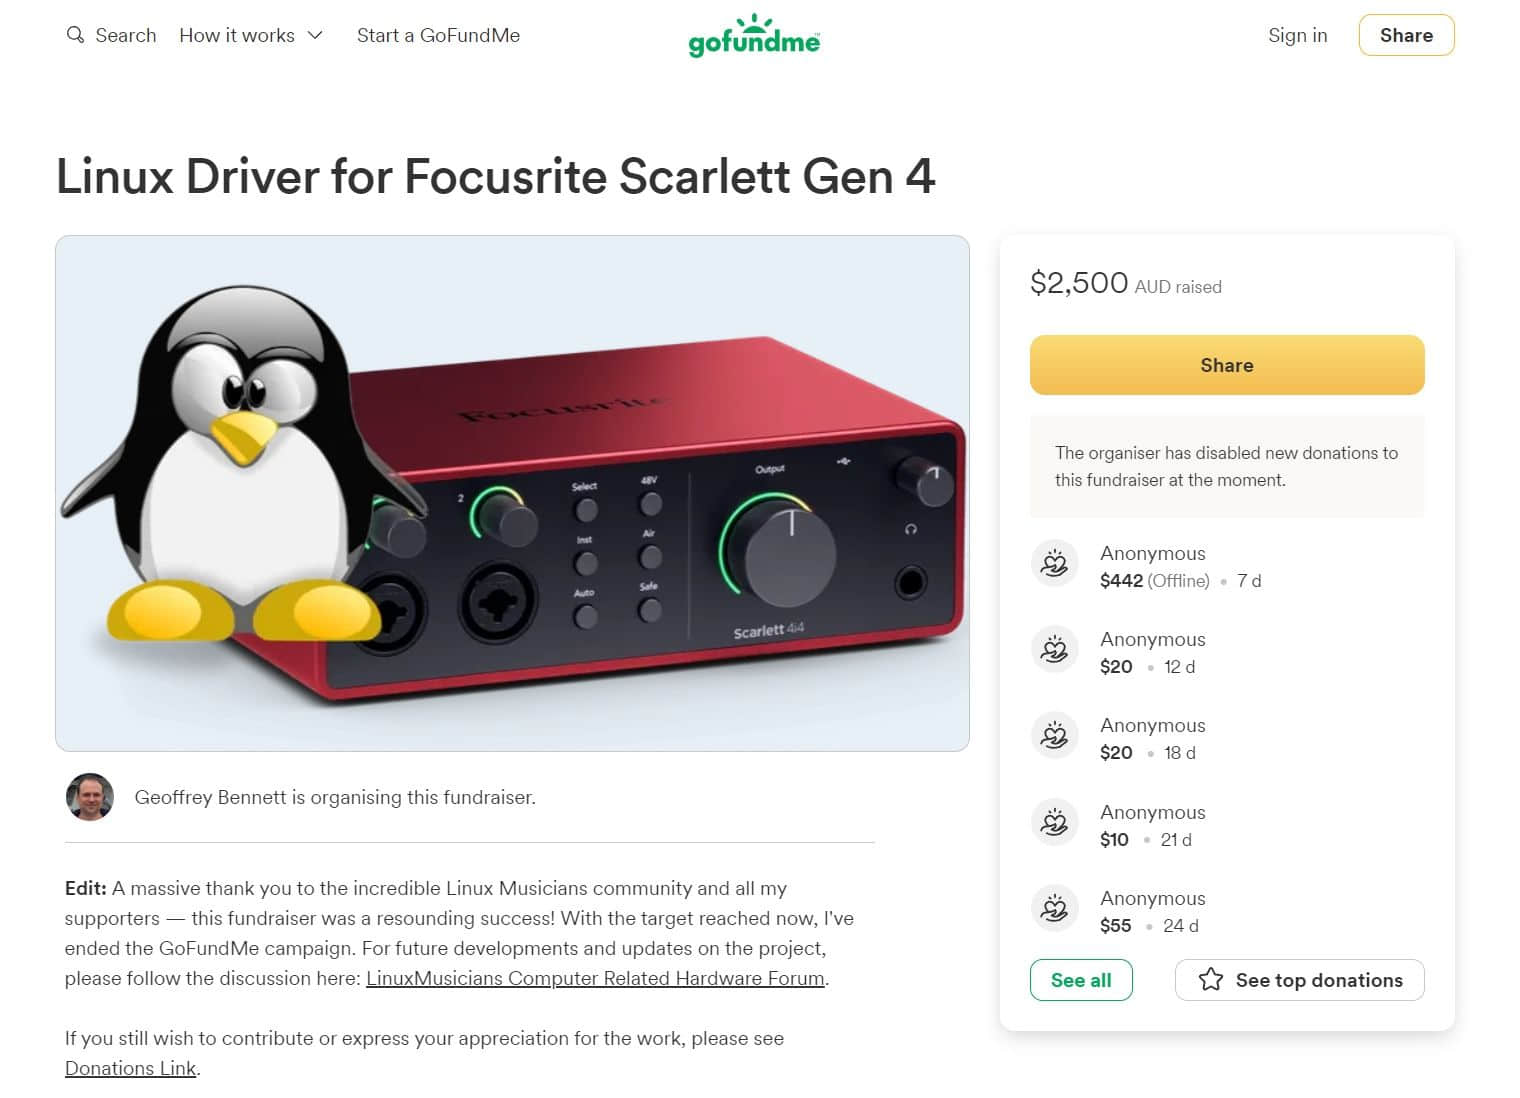 Search How it works Start a GoFundMe
gofundme
Sign in Share
Linux Driver for Focusrite Scarlett Gen 4
Focusrite
2
Select
48V
Inst
Air
Auto
Safe
Output
Scarlett 4i4
Geoffrey Bennett is organising this fundraiser.
Edit: A massive thank you to the incredible Linux Musicians community and all my
supporters — this fundraiser was a resounding success! With the target reached now, I've
ended the GoFundMe campaign. For future developments and updates on the project,
please follow the discussion here: LinuxMusicians Computer Related Hardware Forum.
If you still wish to contribute or express your appreciation for the work, please see
Donations Link.
$2,500 AUD raised
Share
The organiser has disabled new donations to
this fundraiser at the moment.
Anonymous
$442 (Offline) • 7 d
Anonymous
$20 • 12 d
Anonymous
$20 • 18 d
Anonymous
$10 • 21 d
Anonymous
$55 • 24 d
See all See top donations